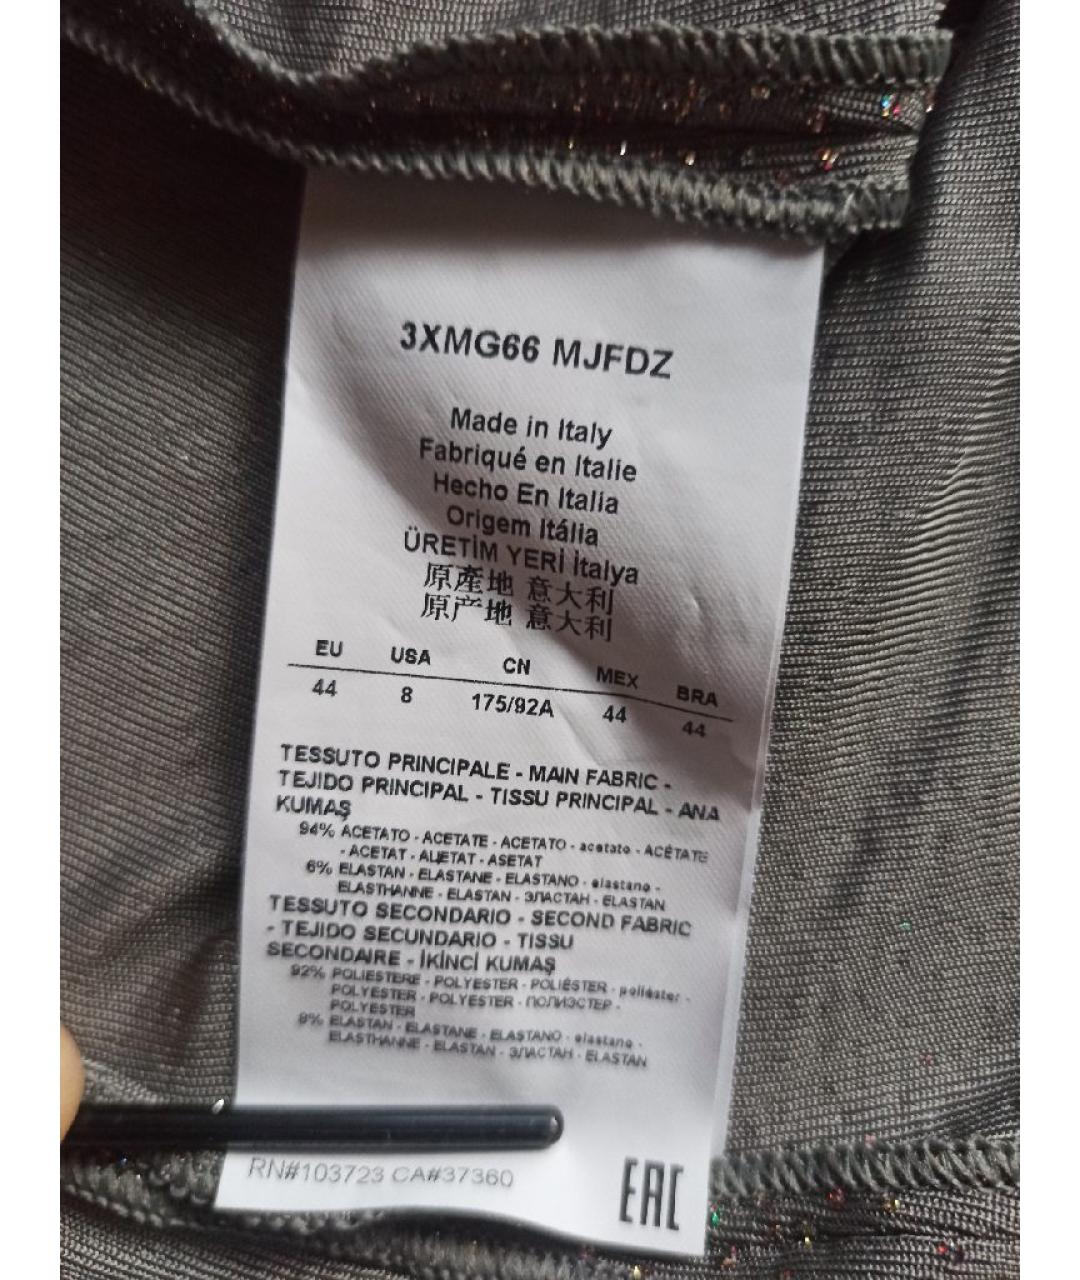 3XMG66 MJFDZ
Made in Italy
Fabriqué en Italie
Hecho En Italia
Origem Itália
ÜRETİM YERİ İtalya
原產地 意大利
原产地 意大利
EU USA CN MEX BRA
44 8 175/92A 44 44
TESSUTO PRINCIPALE - MAIN FABRIC -
TEJIDO PRINCIPAL - TISSU PRINCIPAL - ANA
KUMAŞ
94% ACETATO - ACETATE - ACETATO - acetato - ACÉTATE
- ACETAT - АЦЕТАТ - ASETAT
6% ELASTAN - ELASTANE - ELASTANO - elastano -
ELASTHANNE - ELASTAN - ЭЛАСТАН - ELASTAN
TESSUTO SECONDARIO - SECOND FABRIC
- TEJIDO SECUNDARIO - TISSU
SECONDAIRE - İKİNCİ KUMAŞ
92% POLIESTERE - POLYESTER - POLIÉSTER - poliéster -
POLYESTER - POLYESTER - ПОЛИЭСТЕР -
POLYESTER
8% ELASTAN - ELASTANE - ELASTANO - elastano -
ELASTHANNE - ELASTAN - ЭЛАСТАН - ELASTAN
RN#103723 CA#37360
EAC